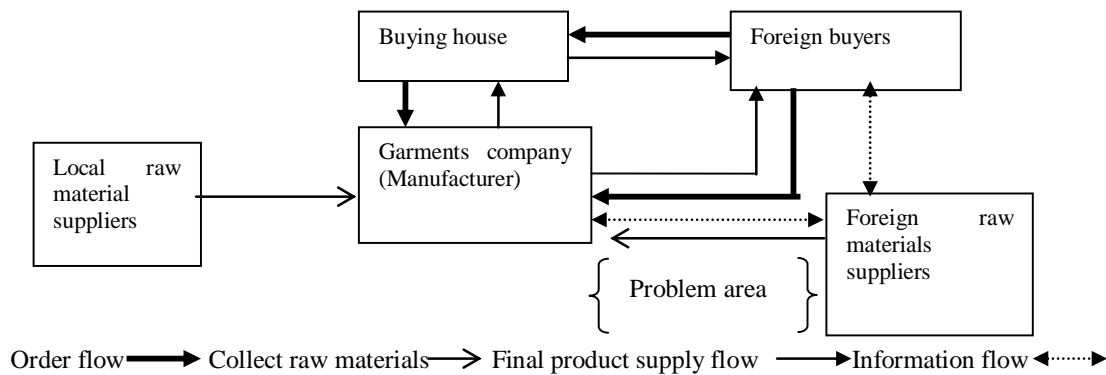 Buying house
Foreign buyers
Garments company
(Manufacturer)
Local raw
material
suppliers
Foreign raw
materials
suppliers
Problem area
Order flow Collect raw materials Final product supply flow Information flow